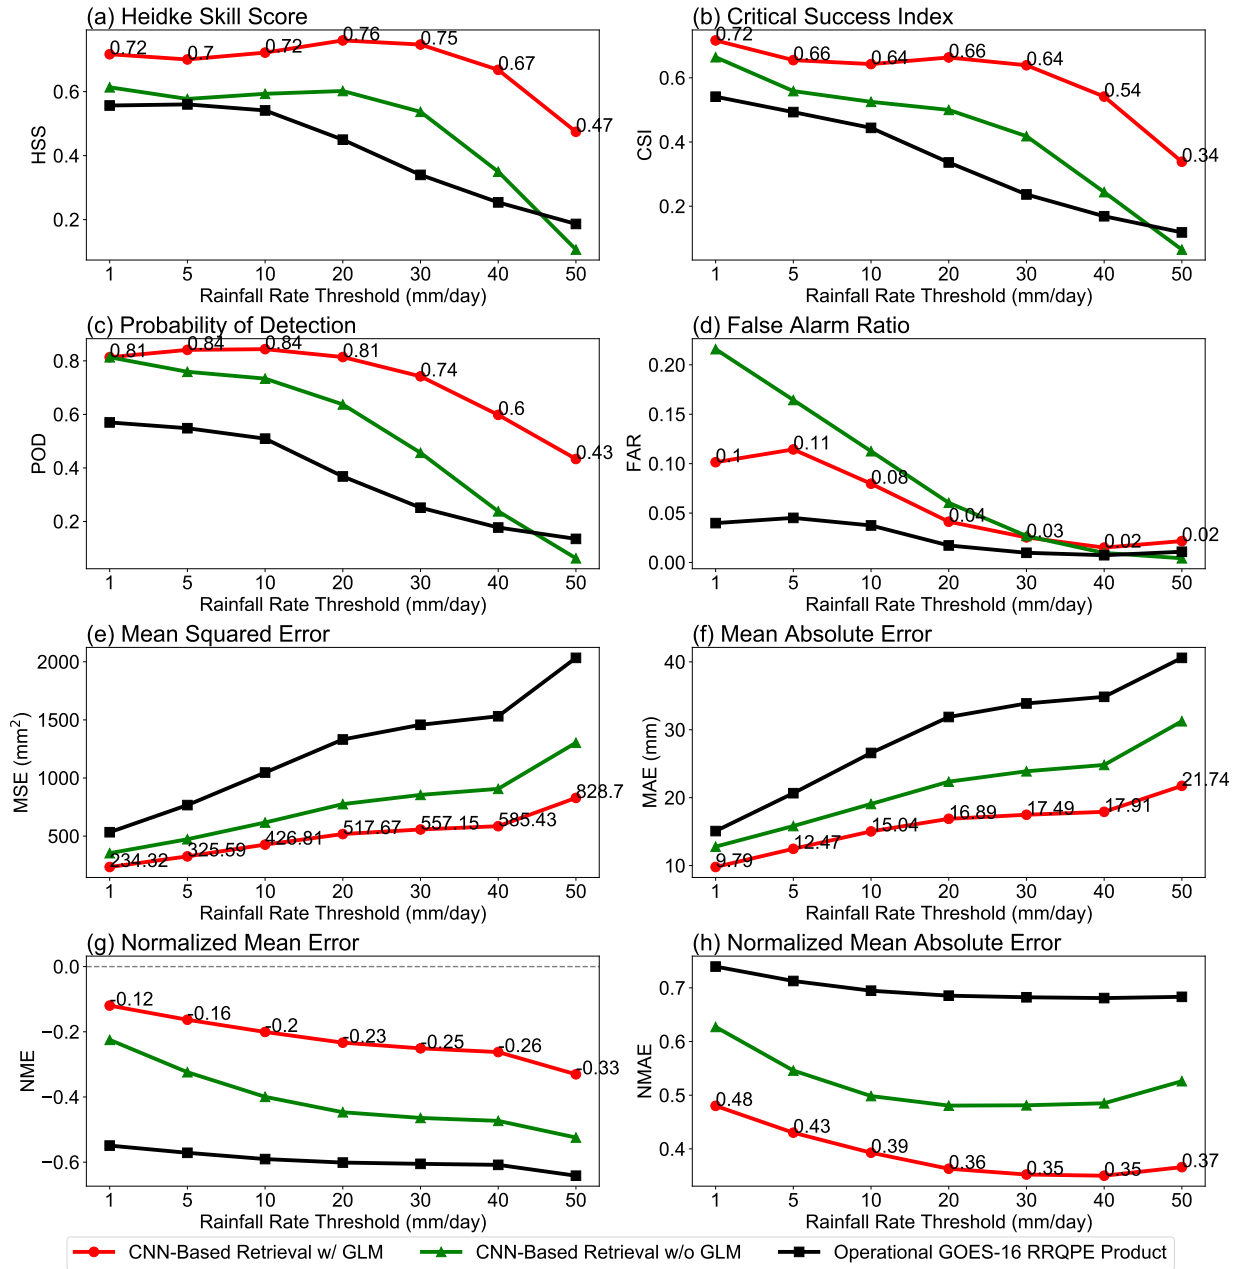 (a) Heidke Skill Score
0.72 0.7 0.72 0.76 0.75 0.67 0.47
0.6
0.4
0.2
HSS
1 5 10 20 30 40 50
Rainfall Rate Threshold (mm/day)
(b) Critical Success Index
0.72 0.66 0.64 0.66 0.64 0.54 0.34
0.6
0.4
0.2
CSI
1 5 10 20 30 40 50
Rainfall Rate Threshold (mm/day)
(c) Probability of Detection
0.81 0.84 0.84 0.81 0.74 0.6 0.43
0.8
0.6
0.4
0.2
POD
1 5 10 20 30 40 50
Rainfall Rate Threshold (mm/day)
(d) False Alarm Ratio
0.1 0.11 0.08 0.04 0.03 0.02 0.02
0.20
0.15
0.10
0.05
0.00
FAR
1 5 10 20 30 40 50
Rainfall Rate Threshold (mm/day)
(e) Mean Squared Error
234.32 325.59 426.81 517.67 557.15 585.43 828.7
2000
1500
1000
500
MSE (mm²)
1 5 10 20 30 40 50
Rainfall Rate Threshold (mm/day)
(f) Mean Absolute Error
9.79 12.47 15.04 16.89 17.49 17.91 21.74
40
30
20
10
MAE (mm)
1 5 10 20 30 40 50
Rainfall Rate Threshold (mm/day)
(g) Normalized Mean Error
-0.12 -0.16 -0.2 -0.23 -0.25 -0.26 -0.33
0.0
−0.2
−0.4
−0.6
NME
1 5 10 20 30 40 50
Rainfall Rate Threshold (mm/day)
(h) Normalized Mean Absolute Error
0.48 0.43 0.39 0.36 0.35 0.35 0.37
0.7
0.6
0.5
0.4
NMAE
1 5 10 20 30 40 50
Rainfall Rate Threshold (mm/day)
CNN-Based Retrieval w/ GLM CNN-Based Retrieval w/o GLM Operational GOES-16 RRQPE Product